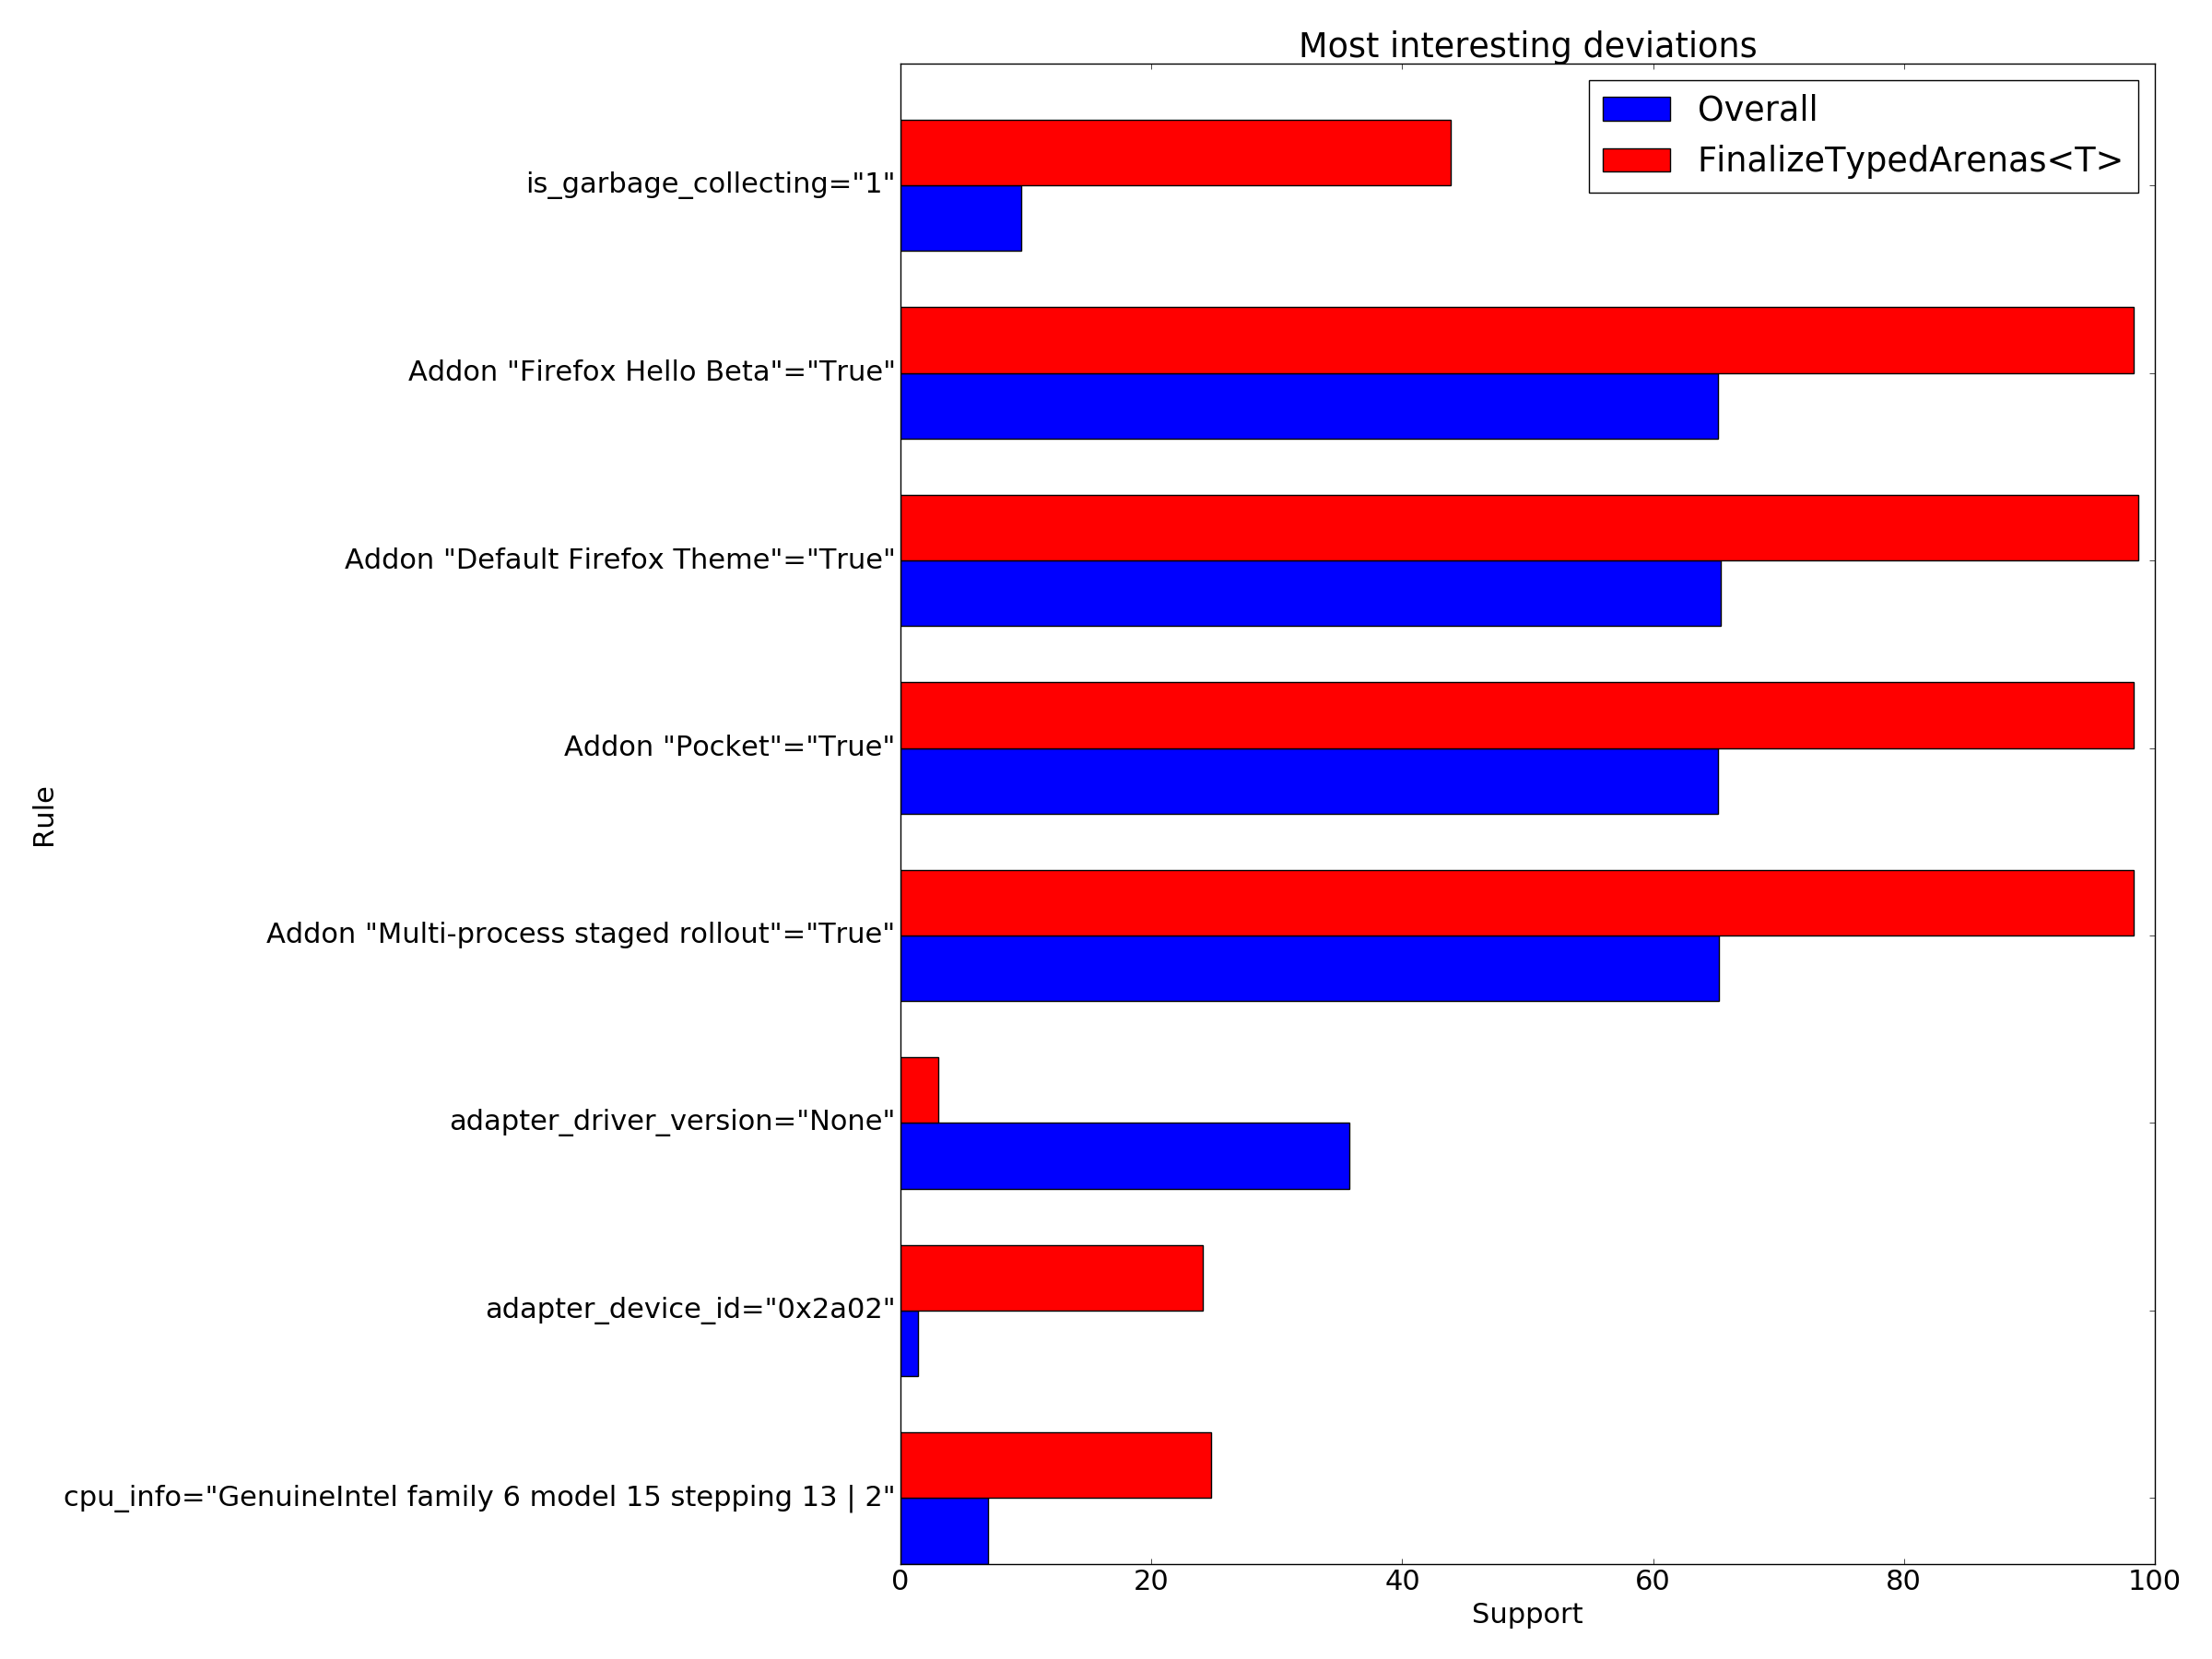 Most interesting deviations
Overall
FinalizeTypedArenas<T>
is_garbage_collecting="1"
Addon "Firefox Hello Beta"="True"
Addon "Default Firefox Theme"="True"
Addon "Pocket"="True"
Addon "Multi-process staged rollout"="True"
adapter_driver_version="None"
adapter_device_id="0x2a02"
cpu_info="GenuineIntel family 6 model 15 stepping 13 | 2"
Rule
0 20 40 60 80 100
Support